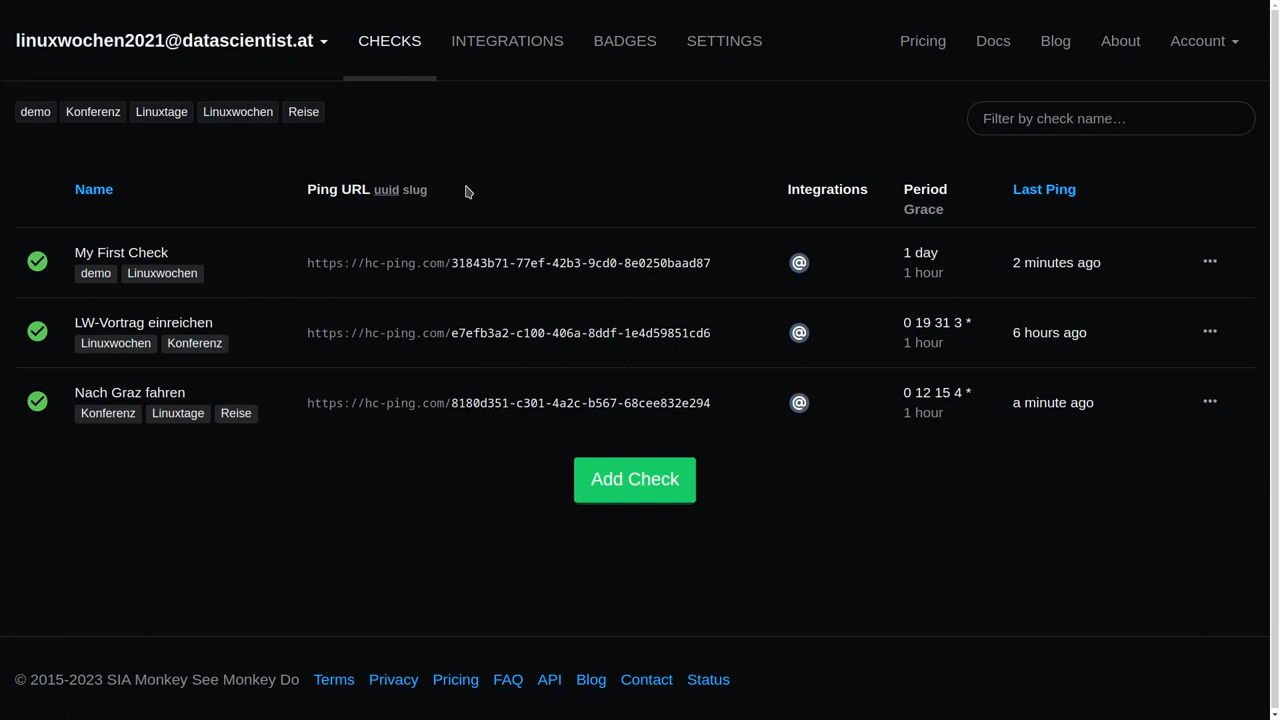 linuxwochen2021@datascientist.at CHECKS INTEGRATIONS BADGES SETTINGS Pricing Docs Blog About Account
demo Konferenz Linuxtage Linuxwochen Reise
Filter by check name…
Name Ping URL uuid slug Integrations Period Last Ping
Grace
My First Check https://hc-ping.com/31843b71-77ef-42b3-9cd0-8e0250baad87 @ 1 day 2 minutes ago
demo Linuxwochen 1 hour
LW-Vortrag einreichen https://hc-ping.com/e7efb3a2-c100-406a-8ddf-1e4d59851cd6 @ 0 19 31 3 * 6 hours ago
Linuxwochen Konferenz 1 hour
Nach Graz fahren https://hc-ping.com/8180d351-c301-4a2c-b567-68cee832e294 @ 0 12 15 4 * a minute ago
Konferenz Linuxtage Reise 1 hour
Add Check
© 2015-2023 SIA Monkey See Monkey Do Terms Privacy Pricing FAQ API Blog Contact Status